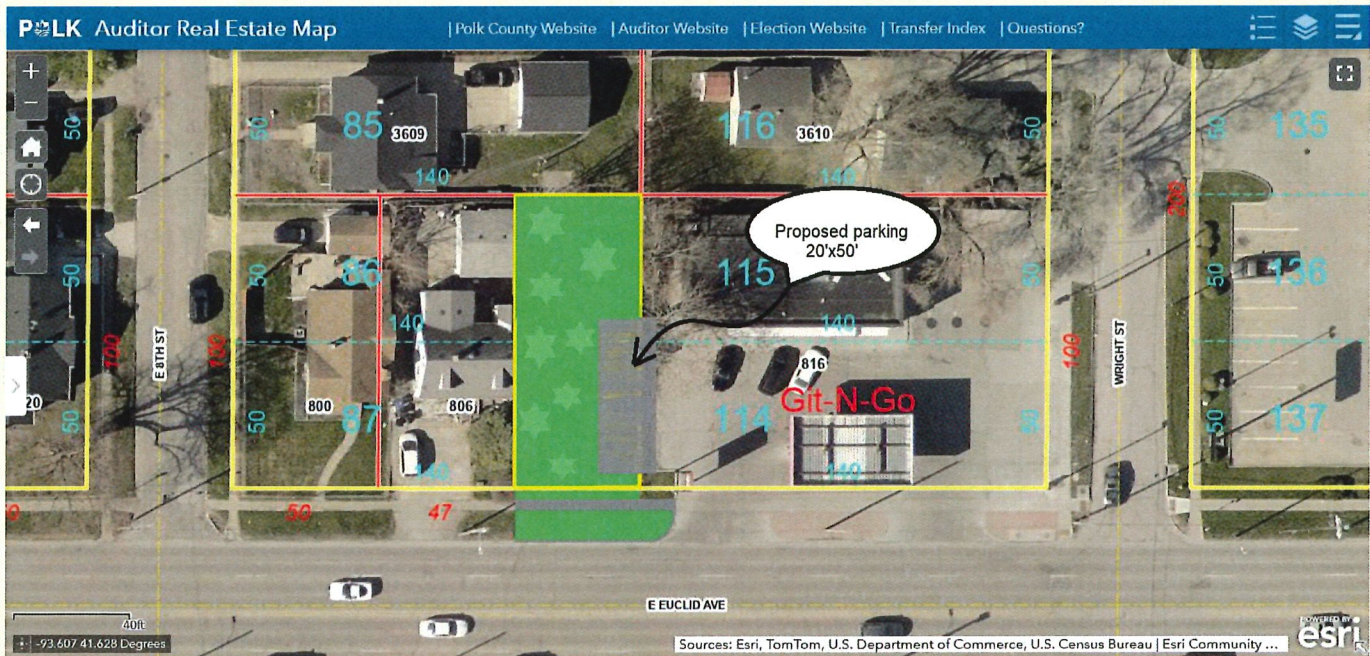 POLK Auditor Real Estate Map
| Polk County Website | Auditor Website | Election Website | Transfer Index | Questions?
85
50
3609
140
116
3610
50
140
50
135
200
Proposed parking
20'x50'
50
86
140
115
50
140
50
136
50
E 8TH ST
100
100
20
50
800
50
87
806
140
816
Git-N-Go
114
50
140
100
WRIGHT ST
50
137
50
47
E EUCLID AVE
40ft
-93.607 41.628 Degrees
Sources: Esri, TomTom, U.S. Department of Commerce, U.S. Census Bureau | Esri Community ...
POWERED BY
esri